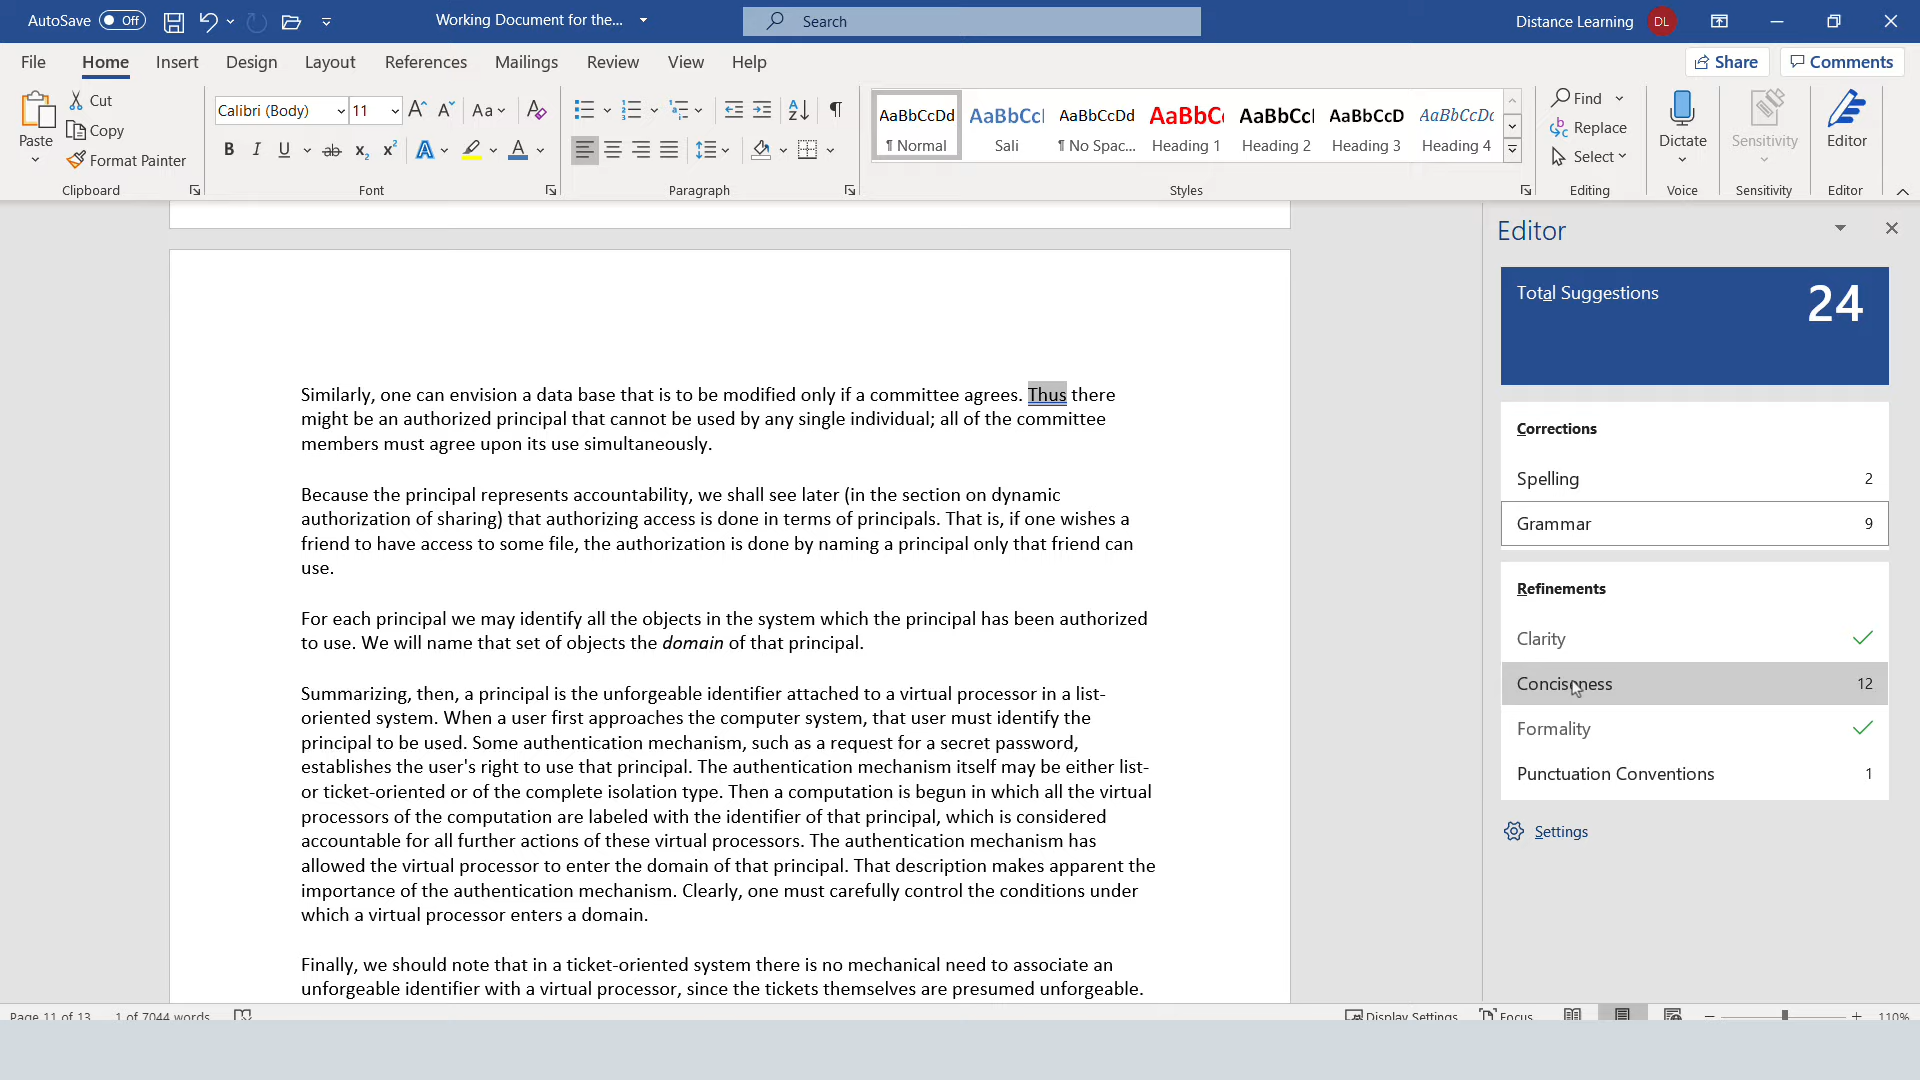 AutoSave Off Working Document for the... Search Distance Learning DL
File Home Insert Design Layout References Mailings Review View Help Share Comments
Paste Cut Copy Format Painter Clipboard
Calibri (Body) 11 Aa Font
B I U ab x2 x2 A A
Paragraph
AaBbCcDd AaBbCcI AaBbCcDd AaBbCc AaBbCcI AaBbCcD AaBbCcDc
¶ Normal Sali ¶ No Spac... Heading 1 Heading 2 Heading 3 Heading 4
Styles
Find Replace Select Editing
Dictate Voice
Sensitivity Sensitivity
Editor Editor
Similarly, one can envision a data base that is to be modified only if a committee agrees. Thus there
might be an authorized principal that cannot be used by any single individual; all of the committee
members must agree upon its use simultaneously.
Because the principal represents accountability, we shall see later (in the section on dynamic
authorization of sharing) that authorizing access is done in terms of principals. That is, if one wishes a
friend to have access to some file, the authorization is done by naming a principal only that friend can
use.
For each principal we may identify all the objects in the system which the principal has been authorized
to use. We will name that set of objects the domain of that principal.
Summarizing, then, a principal is the unforgeable identifier attached to a virtual processor in a list-
oriented system. When a user first approaches the computer system, that user must identify the
principal to be used. Some authentication mechanism, such as a request for a secret password,
establishes the user's right to use that principal. The authentication mechanism itself may be either list-
or ticket-oriented or of the complete isolation type. Then a computation is begun in which all the virtual
processors of the computation are labeled with the identifier of that principal, which is considered
accountable for all further actions of these virtual processors. The authentication mechanism has
allowed the virtual processor to enter the domain of that principal. That description makes apparent the
importance of the authentication mechanism. Clearly, one must carefully control the conditions under
which a virtual processor enters a domain.
Finally, we should note that in a ticket-oriented system there is no mechanical need to associate an
unforgeable identifier with a virtual processor, since the tickets themselves are presumed unforgeable.
Editor
Total Suggestions 24
Corrections
Spelling 2
Grammar 9
Refinements
Clarity
Conciseness 12
Formality
Punctuation Conventions 1
Settings
Page 11 of 13 1 of 7044 words Display Settings Focus 110%